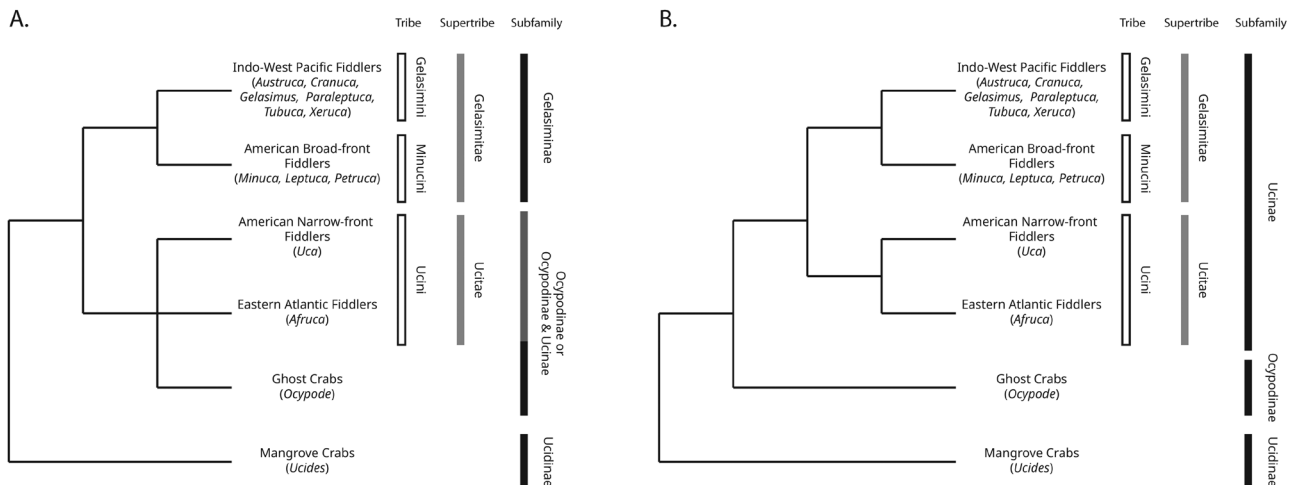 A.
Tribe Supertribe Subfamily
Indo-West Pacific Fiddlers
(Austruca, Cranuca,
Gelasimus, Paraleptuca,
Tubuca, Xeruca)
American Broad-front
Fiddlers
(Minuca, Leptuca, Petruca)
American Narrow-front
Fiddlers
(Uca)
Eastern Atlantic Fiddlers
(Afruca)
Ghost Crabs
(Ocypode)
Mangrove Crabs
(Ucides)
Gelasimini
Minucini
Ucini
Gelasimitae
Ucitae
Gelasiminae
Ocypodinae or
Ocypodinae & Ucinae
Ucidinae
B.
Tribe Supertribe Subfamily
Indo-West Pacific Fiddlers
(Austruca, Cranuca,
Gelasimus, Paraleptuca,
Tubuca, Xeruca)
American Broad-front
Fiddlers
(Minuca, Leptuca, Petruca)
American Narrow-front
Fiddlers
(Uca)
Eastern Atlantic Fiddlers
(Afruca)
Ghost Crabs
(Ocypode)
Mangrove Crabs
(Ucides)
Gelasimini
Minucini
Ucini
Gelasimitae
Ucitae
Ucinae
Ocypodinae
Ucidinae